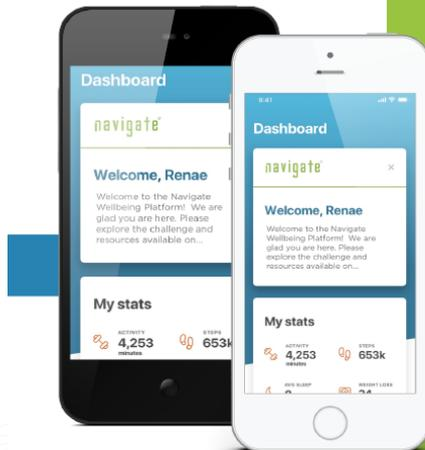 Dashboard
navigate
Welcome, Renae
Welcome to the Navigate
Wellbeing Platform! We are
glad you are here. Please
explore the challenge and
resources available on...
My stats
ACTIVITY
4,253
minutes
STEPS
653k
9:41
Dashboard
navigate
Welcome, Renae
Welcome to the Navigate
Wellbeing Platform! We are
glad you are here. Please
explore the challenge and
resources available on...
My stats
ACTIVITY
4,253
minutes
STEPS
653k
AVG SLEEP
WEIGHT LOSS